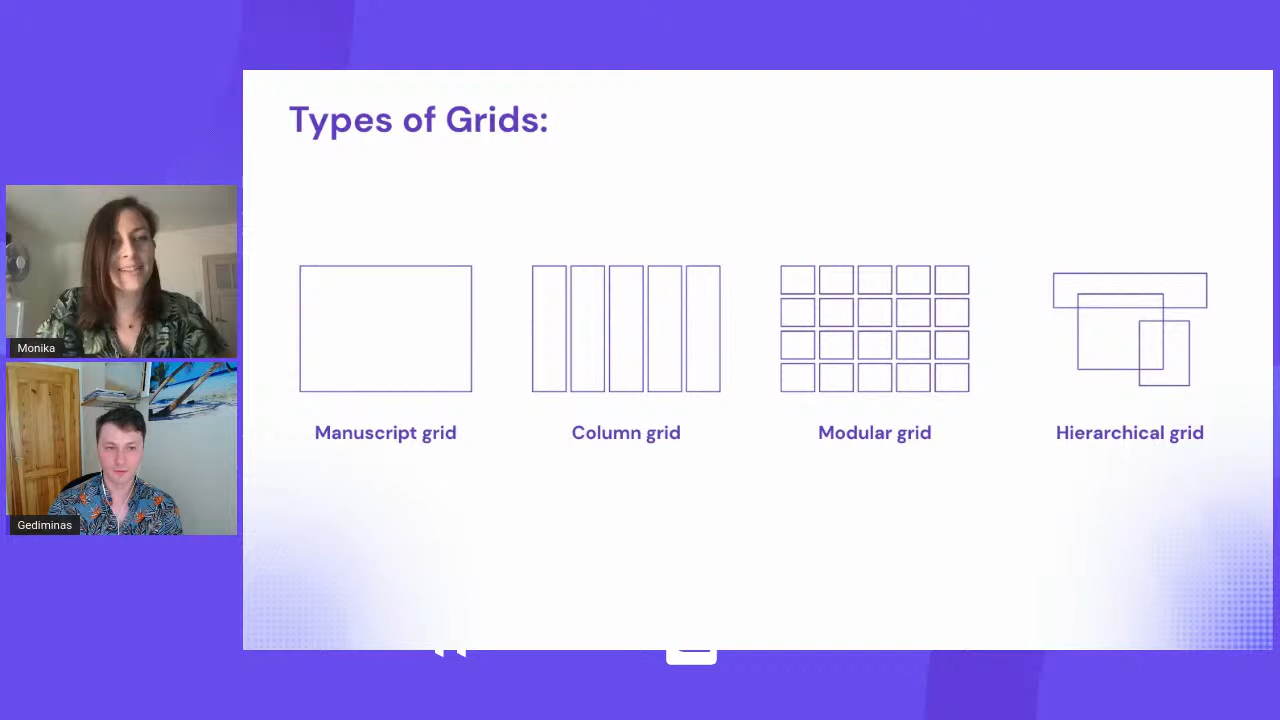 Types of Grids:
Monika
Gediminas
Manuscript grid
Column grid
Modular grid
Hierarchical grid